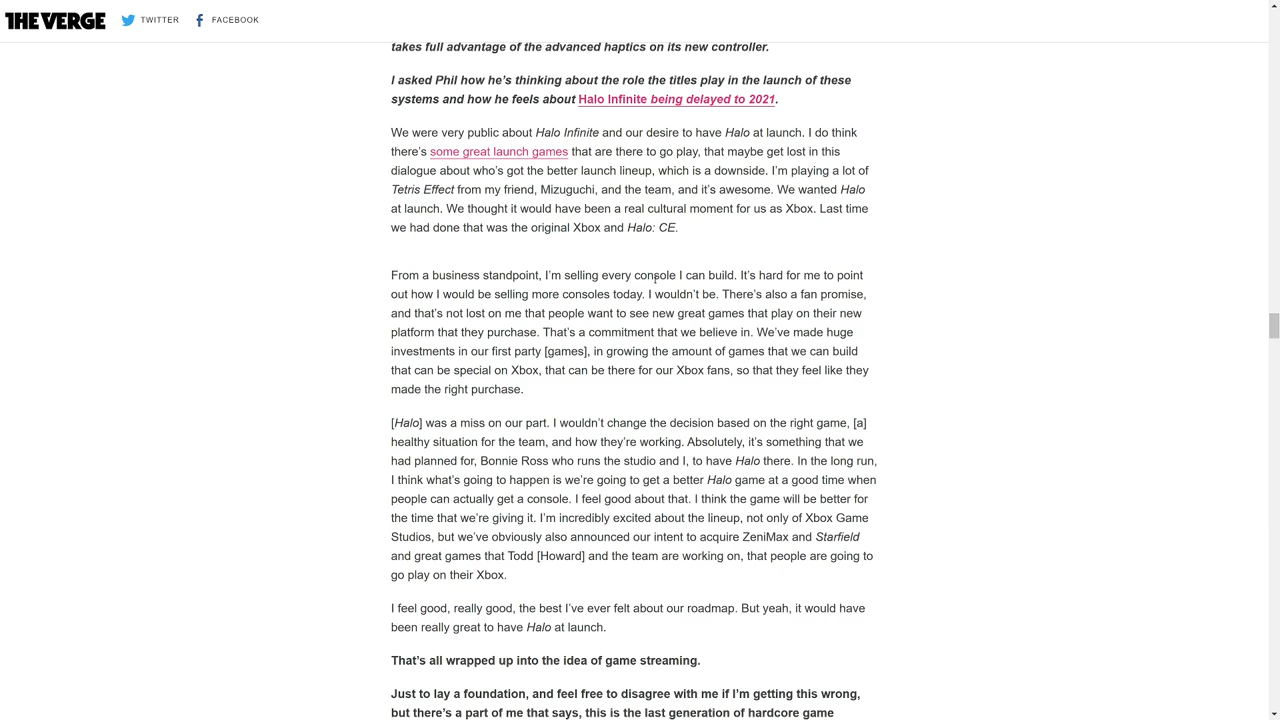 THE VERGE TWITTER FACEBOOK
takes full advantage of the advanced haptics on its new controller.
I asked Phil how he’s thinking about the role the titles play in the launch of these
systems and how he feels about Halo Infinite being delayed to 2021.
We were very public about Halo Infinite and our desire to have Halo at launch. I do think
there’s some great launch games that are there to go play, that maybe get lost in this
dialogue about who’s got the better launch lineup, which is a downside. I’m playing a lot of
Tetris Effect from my friend, Mizuguchi, and the team, and it’s awesome. We wanted Halo
at launch. We thought it would have been a real cultural moment for us as Xbox. Last time
we had done that was the original Xbox and Halo: CE.
From a business standpoint, I’m selling every console I can build. It’s hard for me to point
out how I would be selling more consoles today. I wouldn’t be. There’s also a fan promise,
and that’s not lost on me that people want to see new great games that play on their new
platform that they purchase. That’s a commitment that we believe in. We’ve made huge
investments in our first party [games], in growing the amount of games that we can build
that can be special on Xbox, that can be there for our Xbox fans, so that they feel like they
made the right purchase.
[Halo] was a miss on our part. I wouldn’t change the decision based on the right game, [a]
healthy situation for the team, and how they’re working. Absolutely, it’s something that we
had planned for, Bonnie Ross who runs the studio and I, to have Halo there. In the long run,
I think what’s going to happen is we’re going to get a better Halo game at a good time when
people can actually get a console. I feel good about that. I think the game will be better for
the time that we’re giving it. I’m incredibly excited about the lineup, not only of Xbox Game
Studios, but we’ve obviously also announced our intent to acquire ZeniMax and Starfield
and great games that Todd [Howard] and the team are working on, that people are going to
go play on their Xbox.
I feel good, really good, the best I’ve ever felt about our roadmap. But yeah, it would have
been really great to have Halo at launch.
That’s all wrapped up into the idea of game streaming.
Just to lay a foundation, and feel free to disagree with me if I’m getting this wrong,
but there’s a part of me that says, this is the last generation of hardcore game